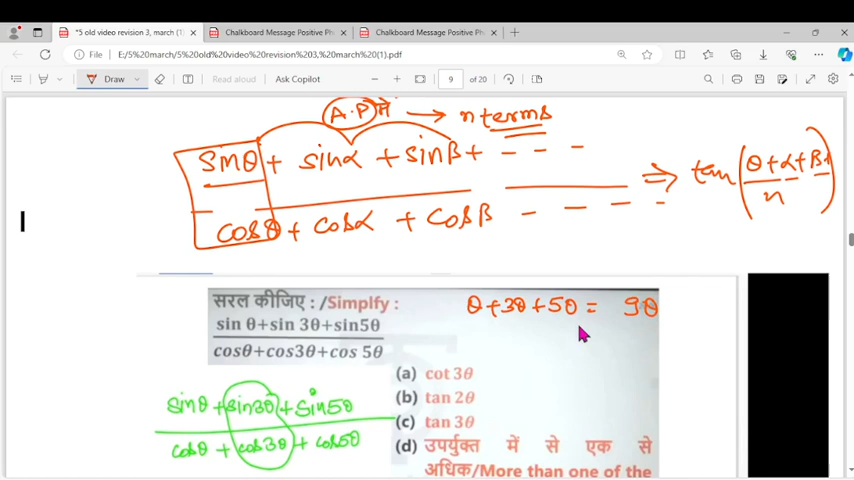 *5 old video revision 3, march (1)
Chalkboard Message Positive Ph
Chalkboard Message Positive Ph
File
E:/5%20march/5%20old%20video%20revision%203,%20march%20(1).pdf
Draw
Read aloud
Ask Copilot
9 of 20
A.P में → n terms
sinθ + sinα + sinβ + - - -
cosθ + cosα + cosβ - - - -
⇒ tan (θ+α+β+ / n)
सरल कीजिए : /Simplfy :
sin θ+sin 3θ+sin5θ
cosθ+cos3θ+cos 5θ
θ+3θ+5θ = 9θ
sinθ + sin3θ + sin5θ
cosθ + cos3θ + cos5θ
(a) cot 3θ
(b) tan 2θ
(c) tan 3θ
(d) उपर्युक्त में से एक से
अधिक/More than one of the